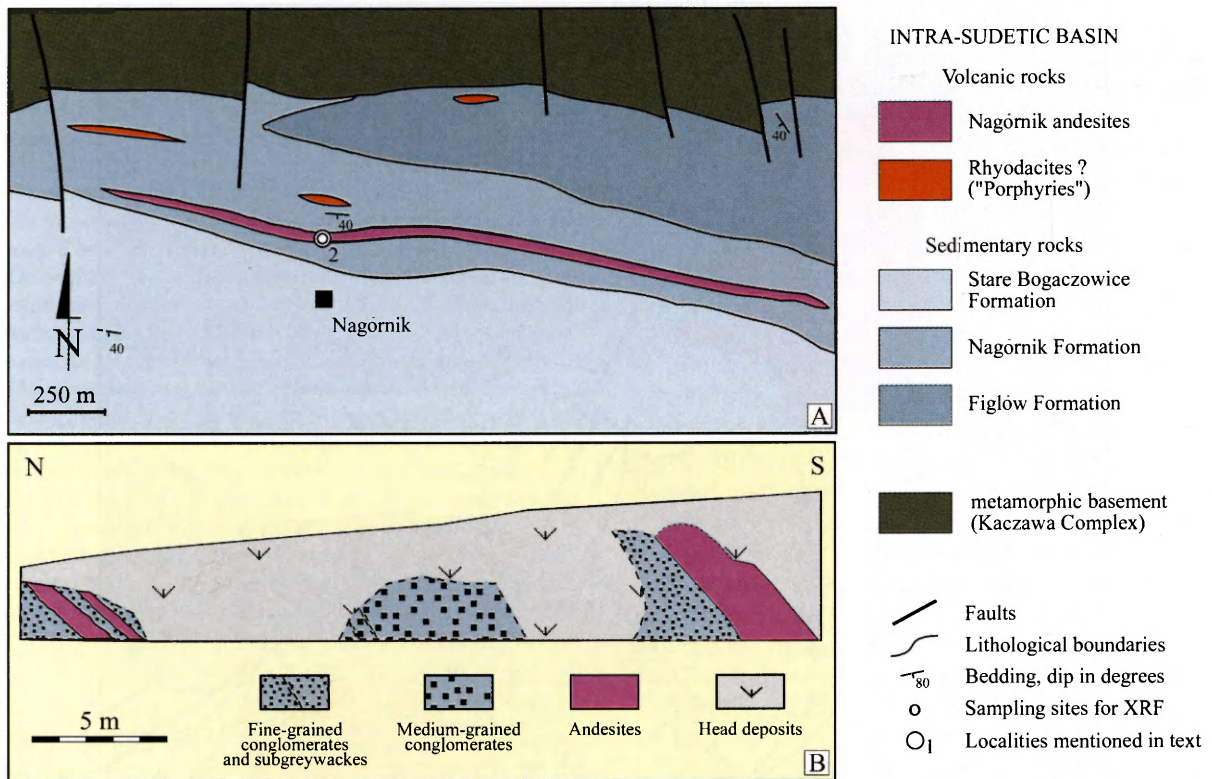 40
40
2
Nagórnik
N
40
250 m
A
N
S
5 m
Fine-grained
conglomerates
and subgreywackes
Medium-grained
conglomerates
Andesites
Head deposits
B
INTRA-SUDETIC BASIN
Volcanic rocks
Nagórnik andesites
Rhyodacites ?
("Porphyries")
Sedimentary rocks
Stare Bogaczowice
Formation
Nagórnik Formation
Figlów Formation
metamorphic basement
(Kaczawa Complex)
Faults
Lithological boundaries
80 Bedding, dip in degrees
Sampling sites for XRF
1 Localities mentioned in text